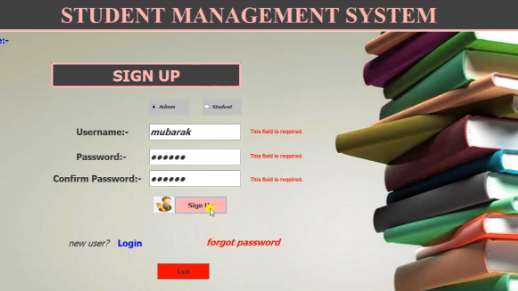 STUDENT MANAGEMENT SYSTEM
e:-
SIGN UP
Admin Student
Username:- mubarak This field is required.
Password:- •••••• This field is required.
Confirm Password:- •••••• This field is required.
Sign U
new user? Login forgot password
Exit